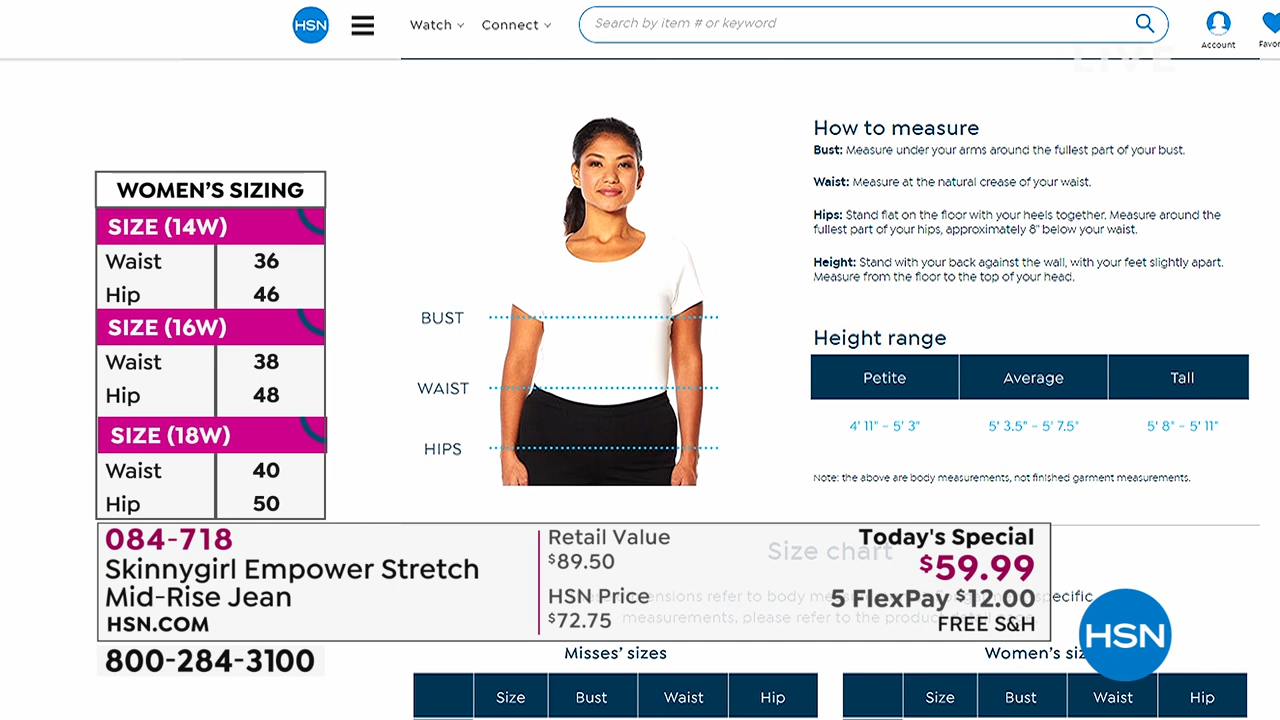 HSN
Watch
Connect
Search by item # or keyword
Account
LIVE
How to measure
Bust: Measure under your arms around the fullest part of your bust.
Waist: Measure at the natural crease of your waist.
Hips: Stand flat on the floor with your heels together. Measure around the
fullest part of your hips, approximately 8" below your waist.
Height: Stand with your back against the wall, with your feet slightly apart.
Measure from the floor to the top of your head.
WOMEN'S SIZING
SIZE (14W)
Waist 36
Hip 46
SIZE (16W)
Waist 38
Hip 48
SIZE (18W)
Waist 40
Hip 50
BUST
WAIST
HIPS
Height range
Petite Average Tall
4' 11" - 5' 3" 5' 3.5" - 5' 7.5" 5' 8" - 5' 11"
Note: the above are body measurements, not finished garment measurements.
084-718
Skinnygirl Empower Stretch
Mid-Rise Jean
HSN.COM
Retail Value
$89.50
HSN Price
$72.75
Today's Special
$59.99
5 FlexPay $12.00
FREE S&H
Size chart
specific
measurements, please refer to the product
800-284-3100
HSN
Misses' sizes
Size Bust Waist Hip
Women's
Size Bust Waist Hip